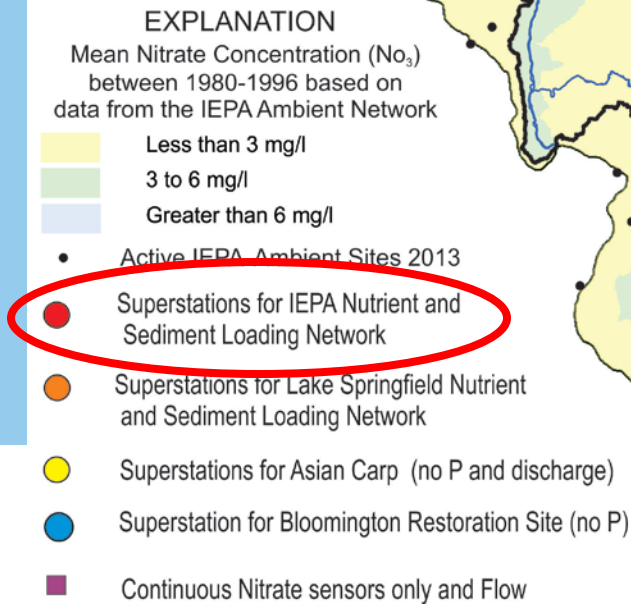 EXPLANATION
Mean Nitrate Concentration (No₃)
between 1980-1996 based on
data from the IEPA Ambient Network
Less than 3 mg/l
3 to 6 mg/l
Greater than 6 mg/l
Active IEPA Ambient Sites 2013
Superstations for IEPA Nutrient and
Sediment Loading Network
Superstations for Lake Springfield Nutrient
and Sediment Loading Network
Superstations for Asian Carp (no P and discharge)
Superstation for Bloomington Restoration Site (no P)
Continuous Nitrate sensors only and Flow